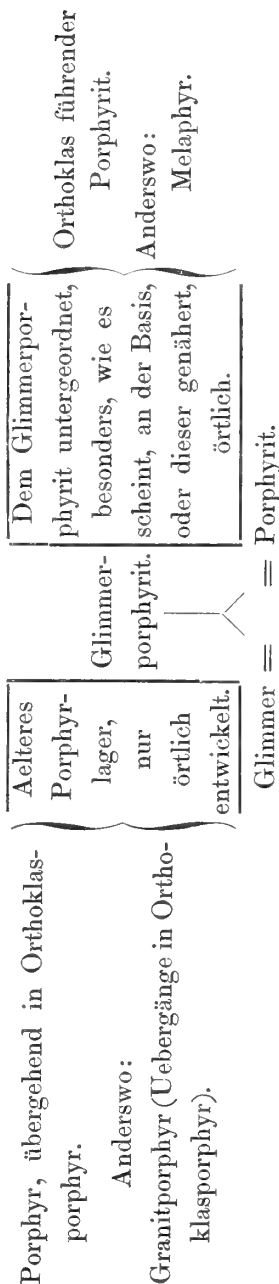 Porphyr, übergehend in Orthoklas-
porphyr.
Anderswo:
Granitporphyr (Uebergänge in Ortho-
klasporphyr).
Aelteres
Porphyr-
lager,
nur
örtlich
entwickelt.
Glimmer-
porphyrit.
Glimmer = = Porphyrit.
Dem Glimmerpor-
phyrit untergeordnet,
besonders, wie es
scheint, an der Basis,
oder dieser genähert,
örtlich.
Orthoklas führender
Porphyrit.
Anderswo:
Melaphyr.